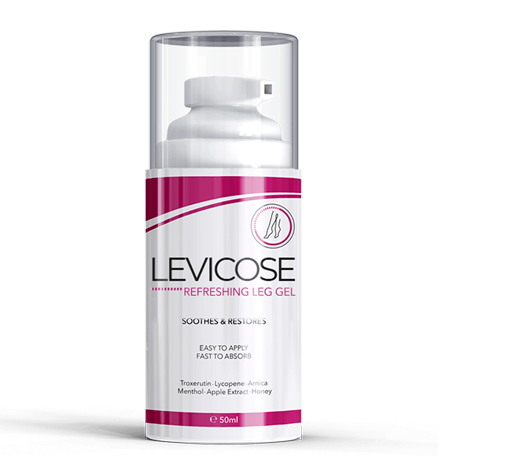 LEVICOSE
REFRESHING LEG GEL
SOOTHES & RESTORES
EASY TO APPLY
FAST TO ABSORB
Troxerutin-Lycopene-Arnica
Menthol-Apple Extract-Honey
℮ 50ml